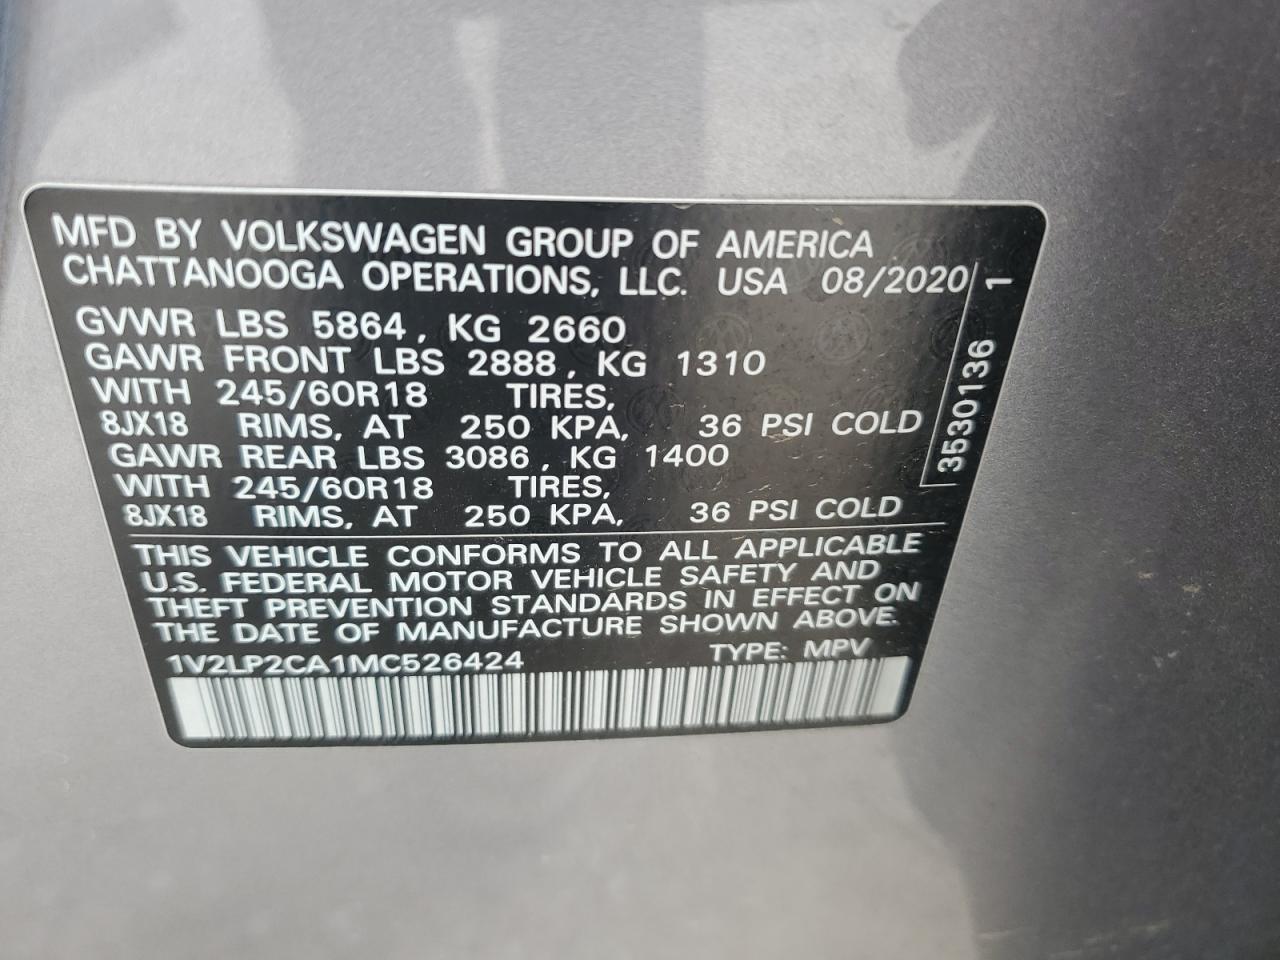 MFD BY VOLKSWAGEN GROUP OF AMERICA
CHATTANOOGA OPERATIONS, LLC. USA 08/2020
GVWR LBS 5864, KG 2660
GAWR FRONT LBS 2888, KG 1310
WITH 245/60R18 TIRES,
8JX18 RIMS, AT 250 KPA, 36 PSI COLD
GAWR REAR LBS 3086, KG 1400
WITH 245/60R18 TIRES,
8JX18 RIMS, AT 250 KPA, 36 PSI COLD
3530136 1
THIS VEHICLE CONFORMS TO ALL APPLICABLE
U.S. FEDERAL MOTOR VEHICLE SAFETY AND
THEFT PREVENTION STANDARDS IN EFFECT ON
THE DATE OF MANUFACTURE SHOWN ABOVE.
1V2LP2CA1MC526424 TYPE: MPV